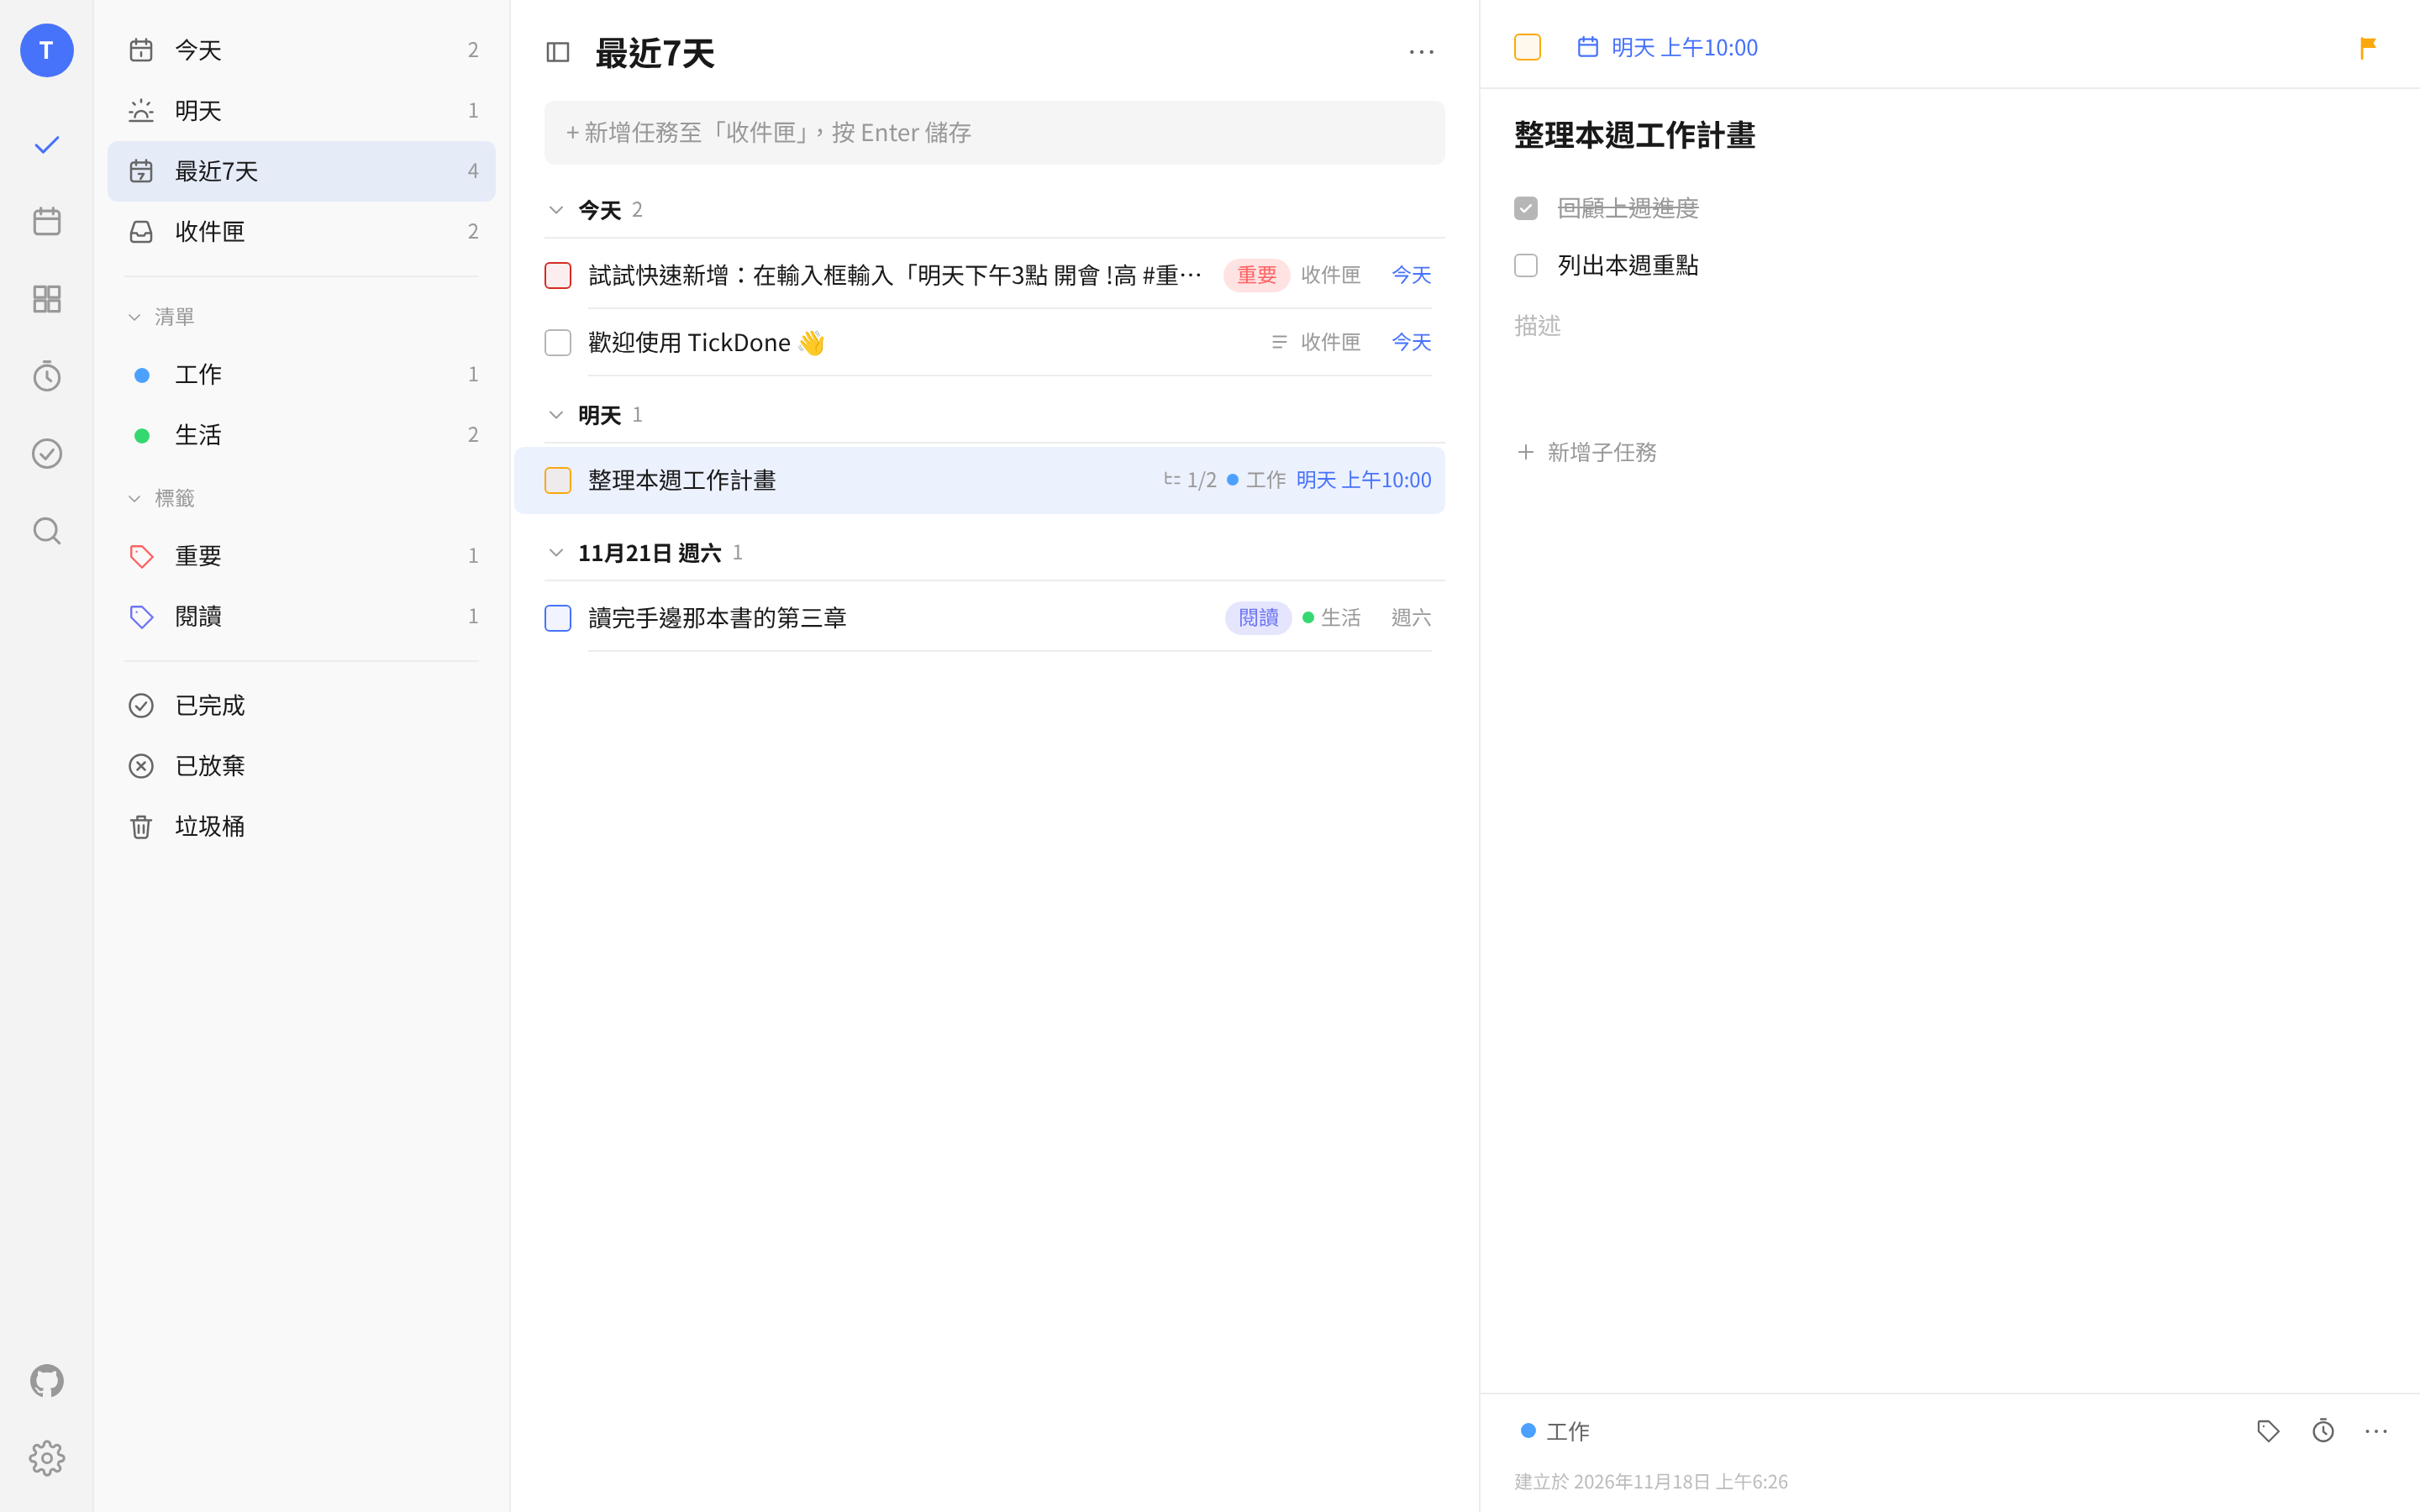 T
今天 2
明天 1
最近7天 4
收件匣 2
清單
工作 1
生活 2
標籤
重要 1
閱讀 1
已完成
已放棄
垃圾桶
最近7天
+ 新增任務至「收件匣」，按 Enter 儲存
今天 2
試試快速新增：在輸入框輸入「明天下午3點 開會 !高 #重… 重要 收件匣 今天
歡迎使用 TickDone 👋 收件匣 今天
明天 1
整理本週工作計畫 1/2 工作 明天 上午10:00
11月21日 週六 1
讀完手邊那本書的第三章 閱讀 生活 週六
明天 上午10:00
整理本週工作計畫
回顧上週進度
列出本週重點
描述
+ 新增子任務
工作
建立於 2026年11月18日 上午6:26